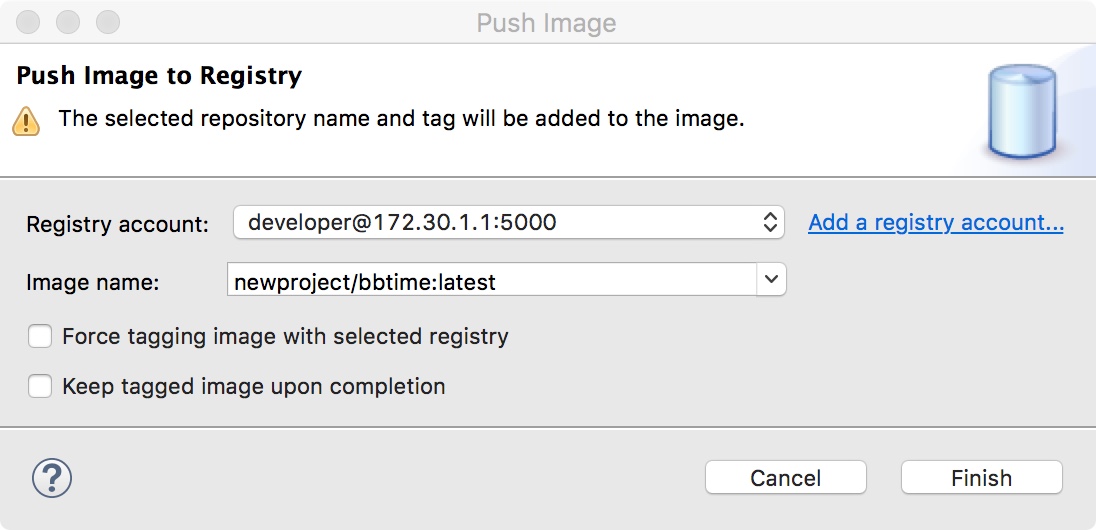 Push Image
Push Image to Registry
The selected repository name and tag will be added to the image.
Registry account: developer@172.30.1.1:5000 Add a registry account...
Image name: newproject/bbtime:latest
Force tagging image with selected registry
Keep tagged image upon completion
? Cancel Finish